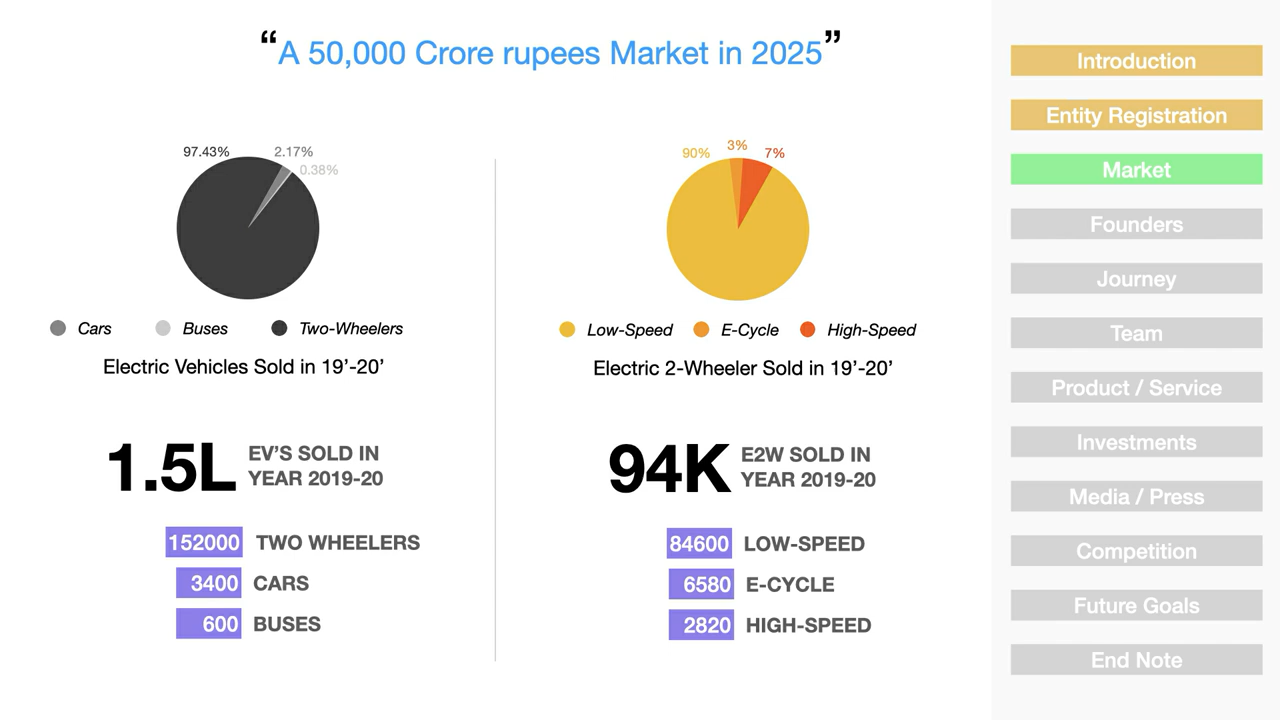 “A 50,000 Crore rupees Market in 2025”
97.43%
2.17%
0.38%
Cars
Buses
Two-Wheelers
Electric Vehicles Sold in 19’-20’
1.5L
EV’S SOLD IN
YEAR 2019-20
152000 TWO WHEELERS
3400 CARS
600 BUSES
90%
3%
7%
Low-Speed
E-Cycle
High-Speed
Electric 2-Wheeler Sold in 19’-20’
94K
E2W SOLD IN
YEAR 2019-20
84600 LOW-SPEED
6580 E-CYCLE
2820 HIGH-SPEED
Introduction
Entity Registration
Market
Founders
Journey
Team
Product / Service
Investments
Media / Press
Competition
Future Goals
End Note